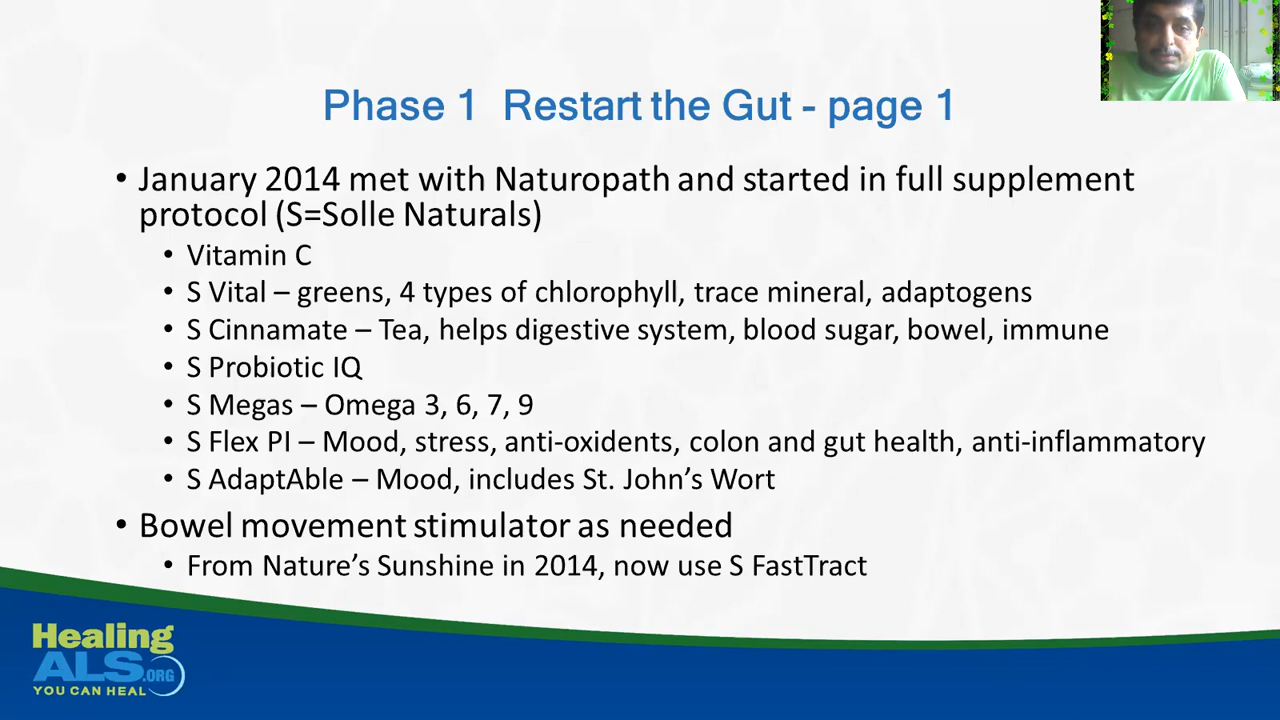 Phase 1 Restart the Gut - page 1
• January 2014 met with Naturopath and started in full supplement
protocol (S=Solle Naturals)
• Vitamin C
• S Vital – greens, 4 types of chlorophyll, trace mineral, adaptogens
• S Cinnamate – Tea, helps digestive system, blood sugar, bowel, immune
• S Probiotic IQ
• S Megas – Omega 3, 6, 7, 9
• S Flex PI – Mood, stress, anti-oxidents, colon and gut health, anti-inflammatory
• S AdaptAble – Mood, includes St. John’s Wort
• Bowel movement stimulator as needed
• From Nature’s Sunshine in 2014, now use S FastTract
Healing
ALS.ORG
YOU CAN HEAL